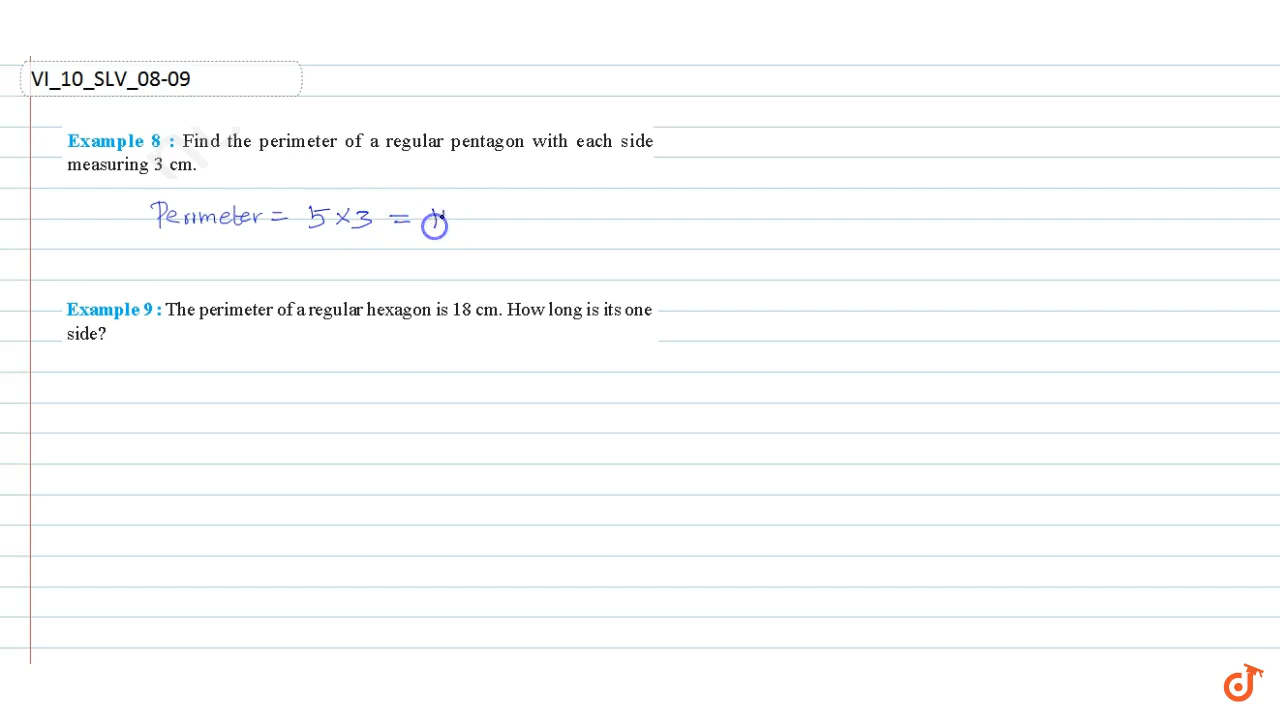 VI_10_SLV_08-09
Example 8 : Find the perimeter of a regular pentagon with each side
measuring 3 cm.
Perimeter = 5 × 3 =
Example 9 : The perimeter of a regular hexagon is 18 cm. How long is its one
side?